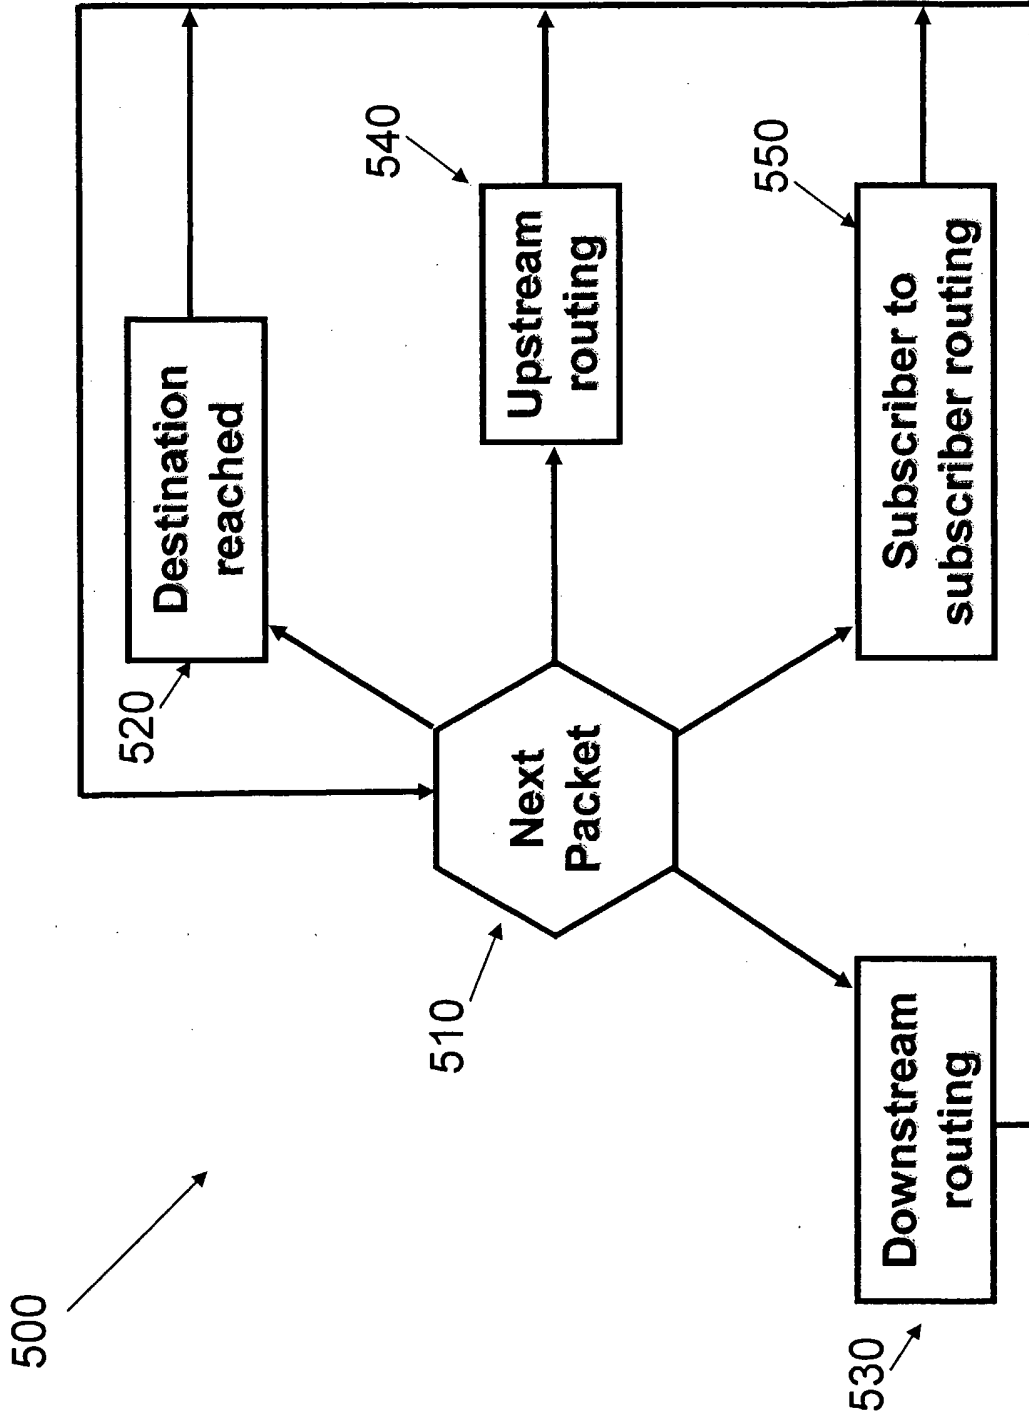 500
510
Next
Packet
520
Destination
reached
540
Upstream
routing
550
Subscriber to
subscriber routing
530
Downstream
routing